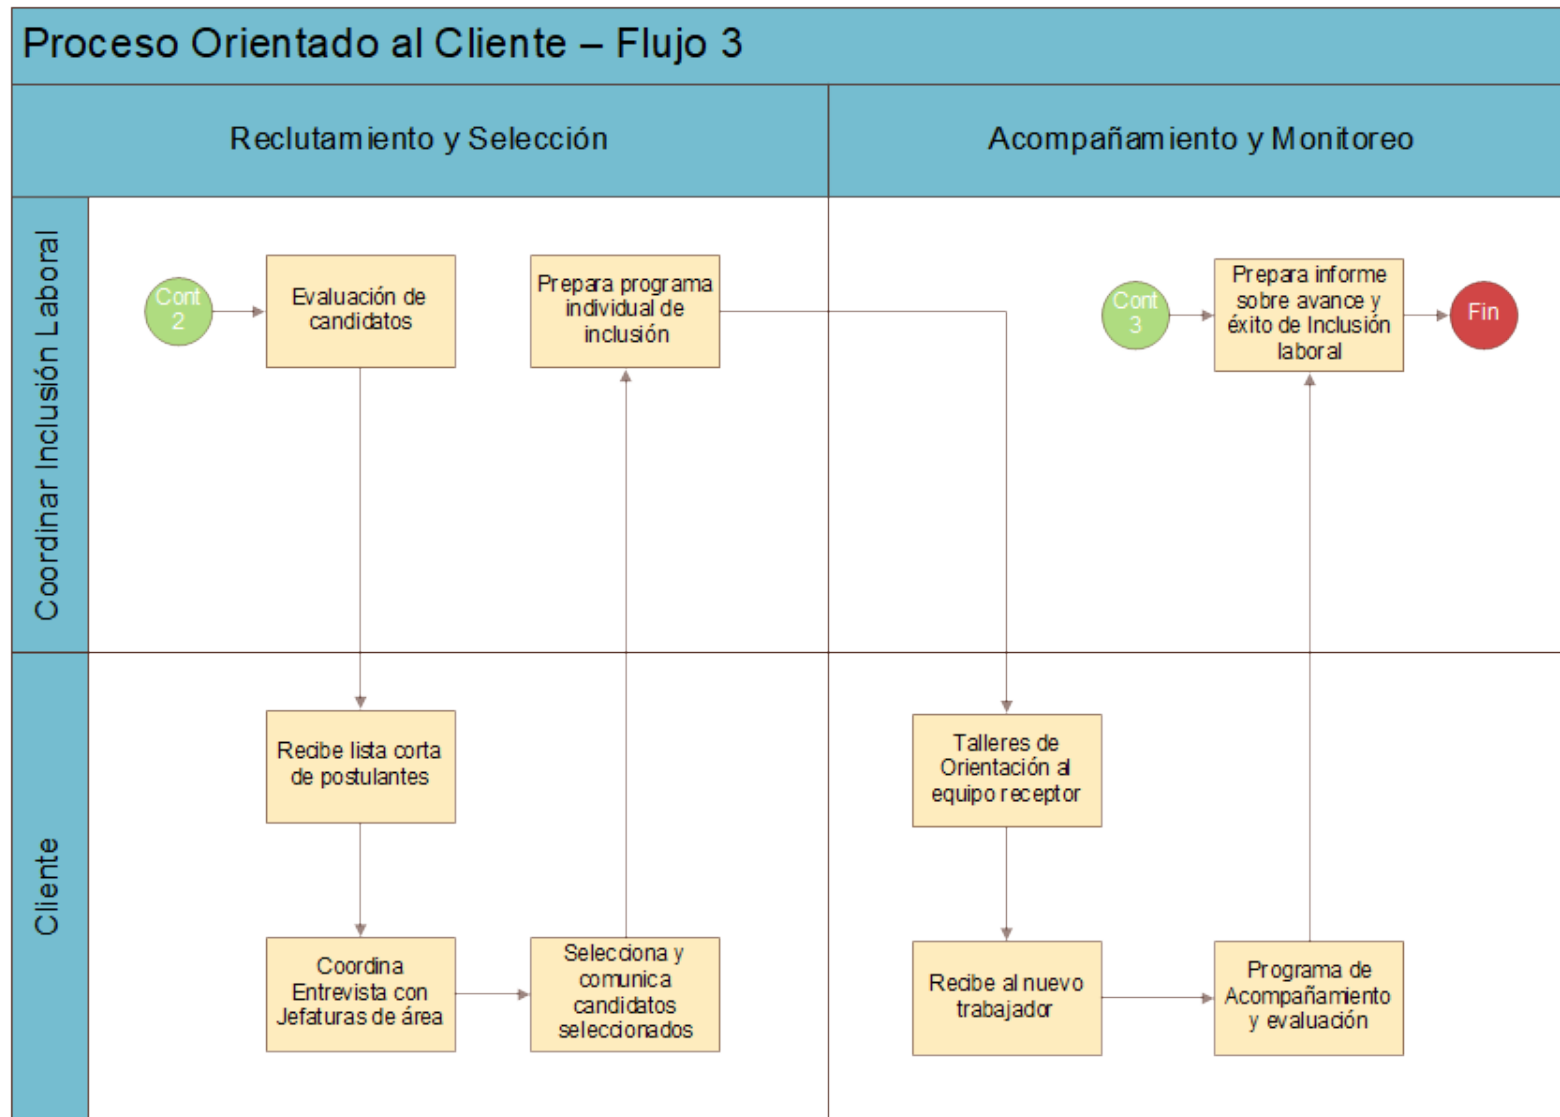 Proceso Orientado al Cliente – Flujo 3
Reclutamiento y Selección
Acompañamiento y Monitoreo
Coordinar Inclusión Laboral
Cont
2
Evaluación de
candidatos
Prepara programa
individual de
inclusión
Cont
3
Prepara informe
sobre avance y
éxito de Inclusión
laboral
Fin
Cliente
Recibe lista corta
de postulantes
Coordina
Entrevista con
Jefaturas de área
Selecciona y
comunica
candidatos
seleccionados
Talleres de
Orientación al
equipo receptor
Recibe al nuevo
trabajador
Programa de
Acompañamiento
y evaluación